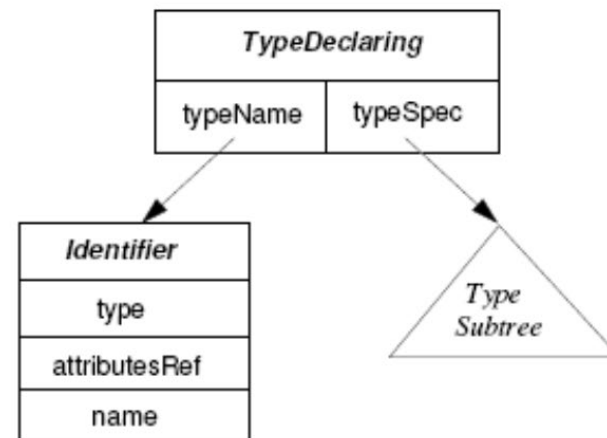 TypeDeclaring
typeName typeSpec
Identifier
type
attributesRef
name
Type
Subtree